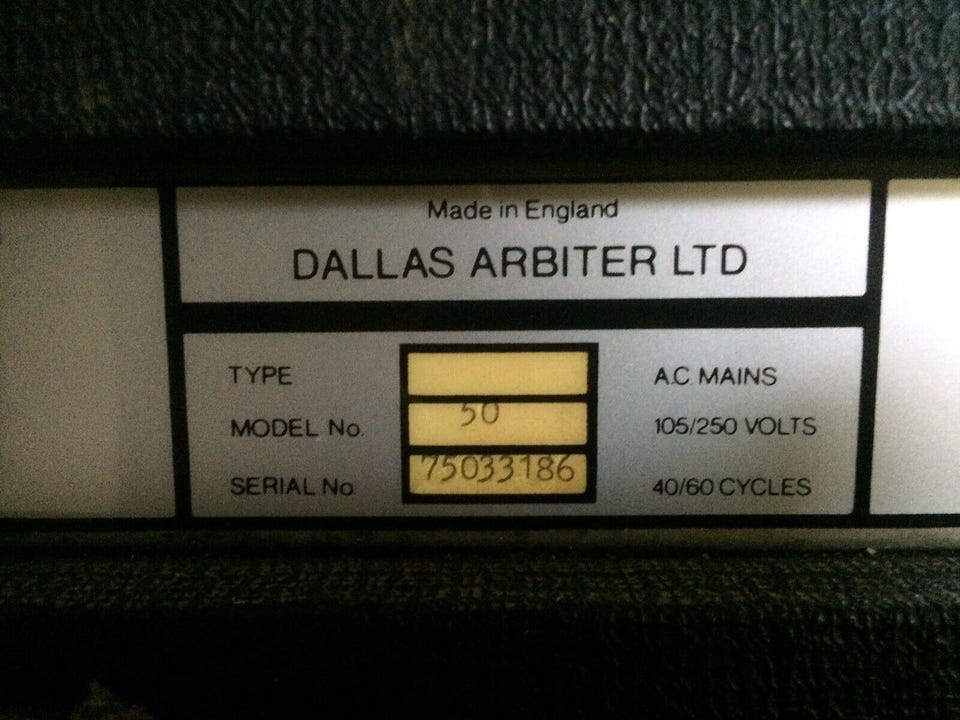 Made in England
DALLAS ARBITER LTD
TYPE A.C. MAINS
MODEL No. 50 105/250 VOLTS
SERIAL No 75033186 40/60 CYCLES